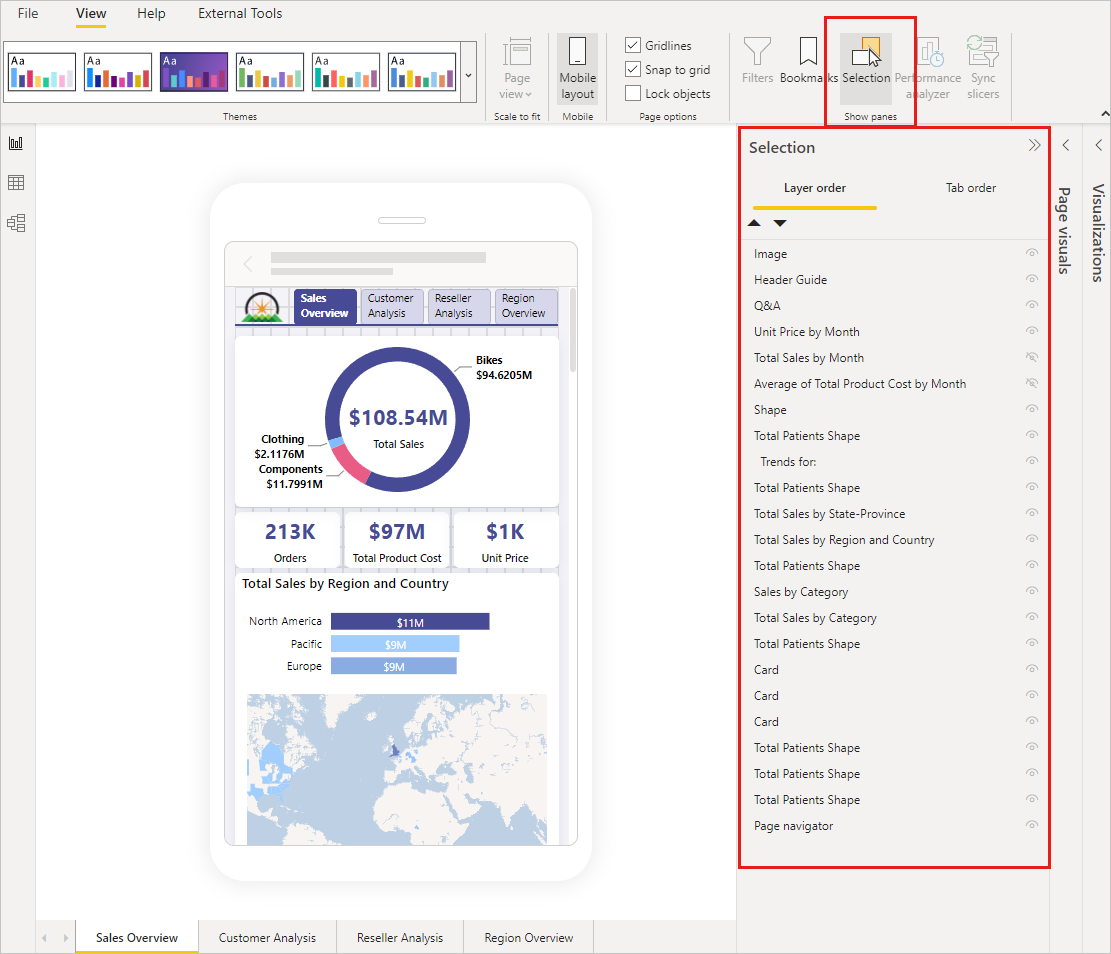 File View Help External Tools
Aa Aa Aa Aa Aa Aa
Themes
Page view
Scale to fit
Mobile layout
Mobile
Gridlines
Snap to grid
Lock objects
Page options
Filters
Bookmarks
Selection
Performance analyzer
Sync slicers
Show panes
Sales Overview
Customer Analysis
Reseller Analysis
Region Overview
Bikes
$94.6205M
$108.54M
Total Sales
Clothing
$2.1176M
Components
$11.7991M
213K
Orders
$97M
Total Product Cost
$1K
Unit Price
Total Sales by Region and Country
North America $11M
Pacific $9M
Europe $9M
Selection
Layer order Tab order
Image
Header Guide
Q&A
Unit Price by Month
Total Sales by Month
Average of Total Product Cost by Month
Shape
Total Patients Shape
Trends for:
Total Patients Shape
Total Sales by State-Province
Total Sales by Region and Country
Total Patients Shape
Sales by Category
Total Sales by Category
Total Patients Shape
Card
Card
Card
Total Patients Shape
Total Patients Shape
Total Patients Shape
Page navigator
Page visuals
Visualizations
Sales Overview Customer Analysis Reseller Analysis Region Overview